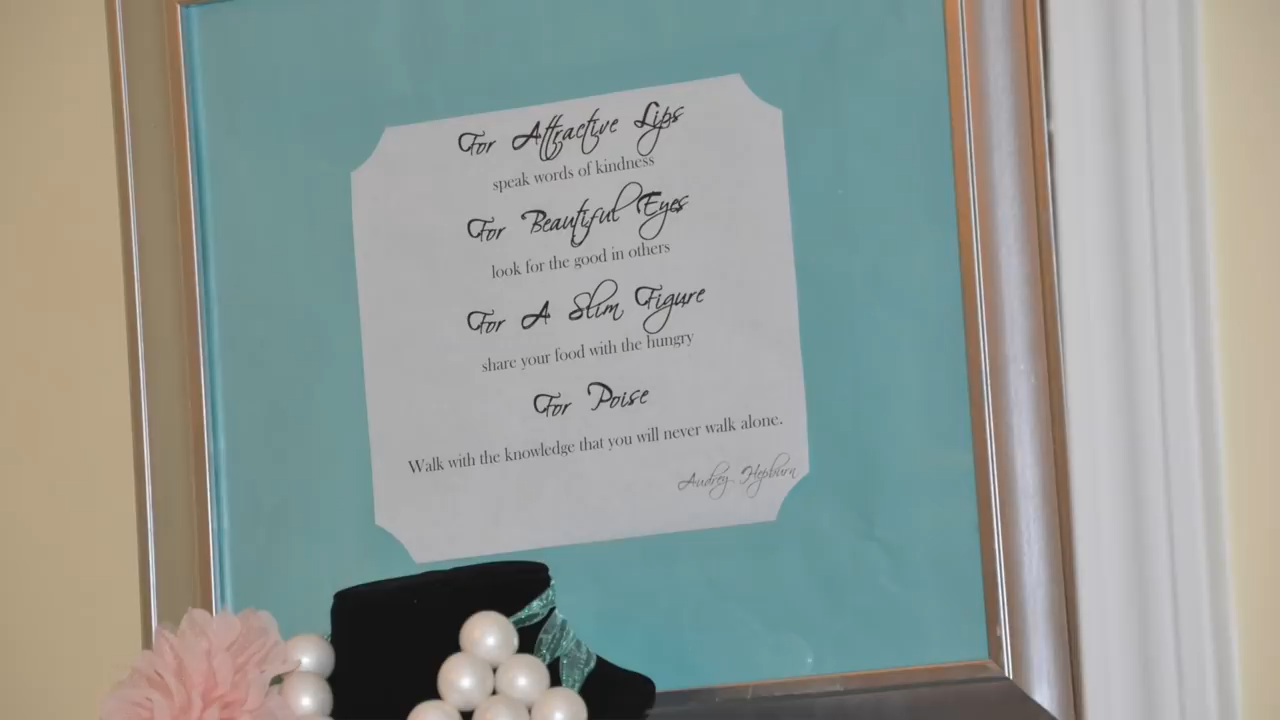 For Attractive Lips
speak words of kindness
For Beautiful Eyes
look for the good in others
For A Slim Figure
share your food with the hungry
For Poise
Walk with the knowledge that you will never walk alone.
Audrey Hepburn